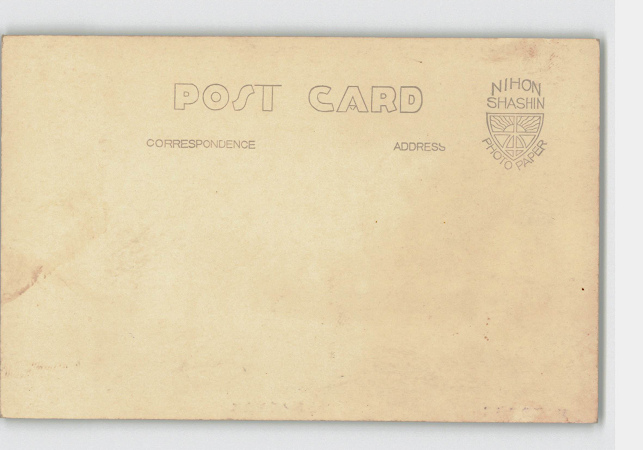 POST CARD
CORRESPONDENCE
ADDRESS
NIHON
SHASHIN
PHOTO PAPER